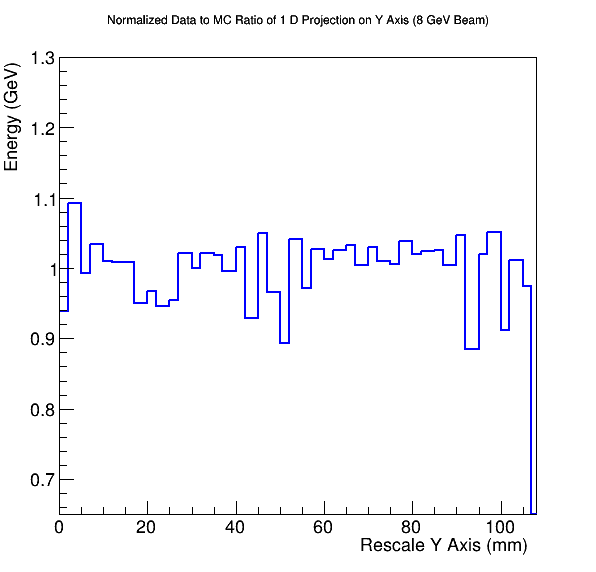 Normalized Data to MC Ratio of 1 D Projection on Y Axis (8 GeV Beam)
Energy (GeV)
1.3
1.2
1.1
1
0.9
0.8
0.7
0 20 40 60 80 100
Rescale Y Axis (mm)